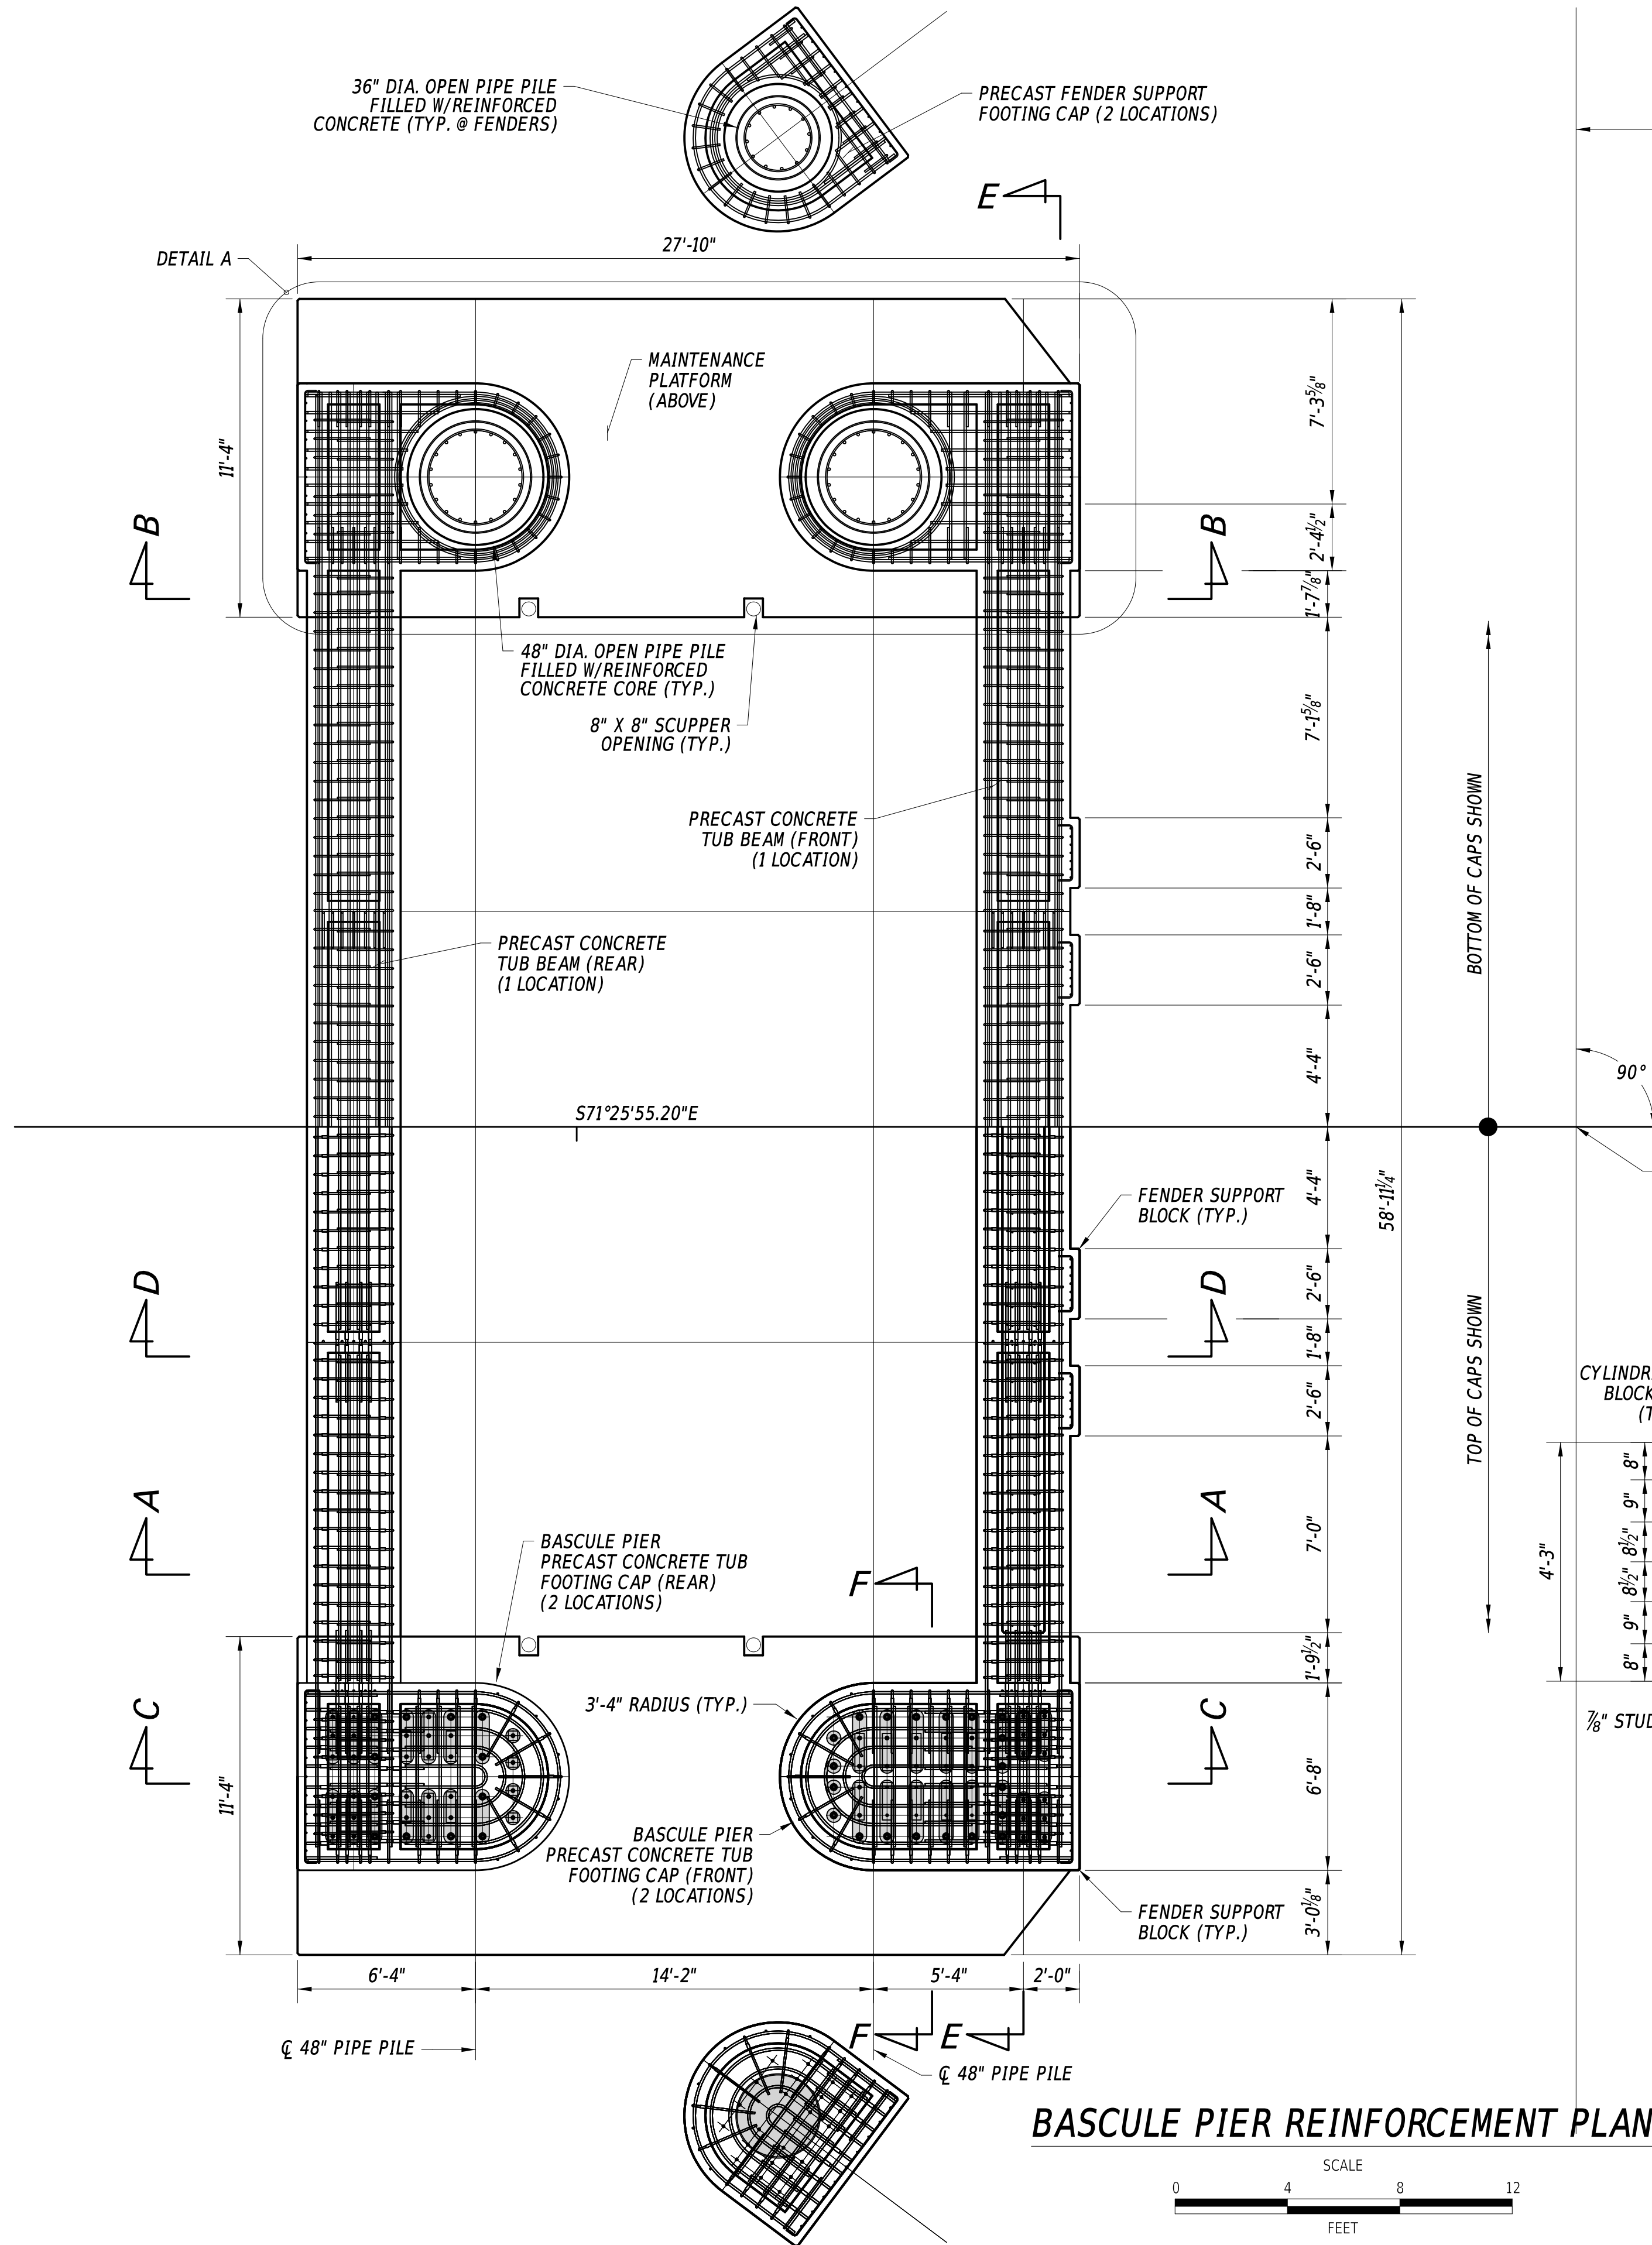 36" DIA. OPEN PIPE PILE
FILLED W/REINFORCED
CONCRETE (TYP. @ FENDERS)
PRECAST FENDER SUPPORT
FOOTING CAP (2 LOCATIONS)
E
27'-10"
DETAIL A
MAINTENANCE
PLATFORM
(ABOVE)
11'-4"
7'-3⅝"
2'-4½"
1'-7⅞"
B
B
48" DIA. OPEN PIPE PILE
FILLED W/REINFORCED
CONCRETE CORE (TYP.)
8" X 8" SCUPPER
OPENING (TYP.)
7'-1⅝"
PRECAST CONCRETE
TUB BEAM (FRONT)
(1 LOCATION)
2'-6"
1'-8"
2'-6"
BOTTOM OF CAPS SHOWN
PRECAST CONCRETE
TUB BEAM (REAR)
(1 LOCATION)
4'-4"
90°
S71°25'55.20"E
4'-4"
58'-11¼"
FENDER SUPPORT
BLOCK (TYP.)
D
D
2'-6"
1'-8"
2'-6"
TOP OF CAPS SHOWN
CYLINDR
BLOCK
(T
8"
9"
8½"
8½"
9"
8"
4'-3"
A
A
7'-0"
BASCULE PIER
PRECAST CONCRETE TUB
FOOTING CAP (REAR)
(2 LOCATIONS)
F
1'-9½"
C
C
3'-4" RADIUS (TYP.)
⅞" STUD
11'-4"
6'-8"
BASCULE PIER
PRECAST CONCRETE TUB
FOOTING CAP (FRONT)
(2 LOCATIONS)
FENDER SUPPORT
BLOCK (TYP.)
3'-0⅛"
6'-4"
14'-2"
5'-4"
2'-0"
F
E
℄ 48" PIPE PILE
℄ 48" PIPE PILE
BASCULE PIER REINFORCEMENT PLAN
SCALE
0 4 8 12
FEET